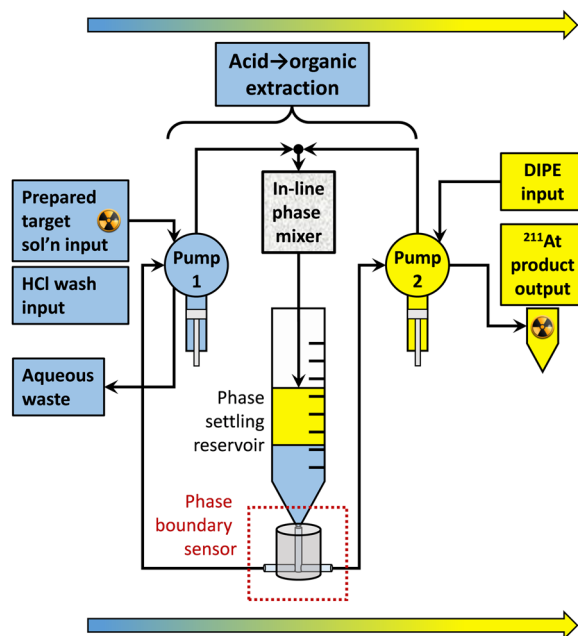 Acid→organic
extraction
Prepared
target
sol'n input
HCl wash
input
Aqueous
waste
Pump
1
In-line
phase
mixer
Pump
2
DIPE
input
²¹¹At
product
output
Phase
settling
reservoir
Phase
boundary
sensor